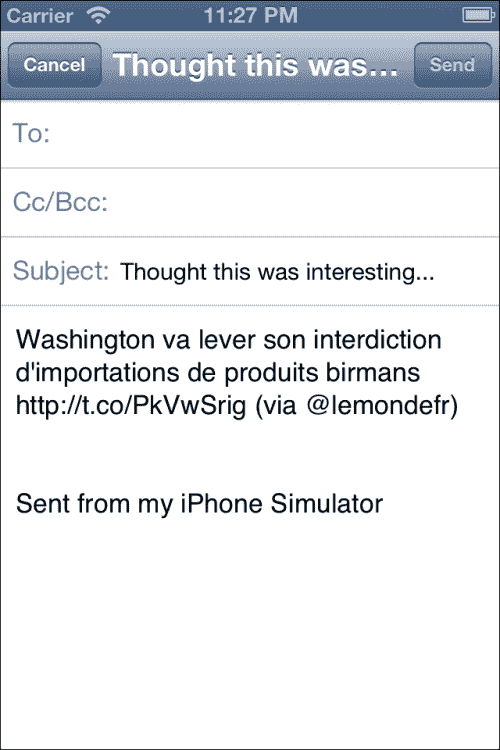 Carrier 11:27 PM
Cancel Thought this was... Send
To:
Cc/Bcc:
Subject: Thought this was interesting...
Washington va lever son interdiction
d'importations de produits birmans
http://t.co/PkVwSrig (via @lemondefr)
Sent from my iPhone Simulator